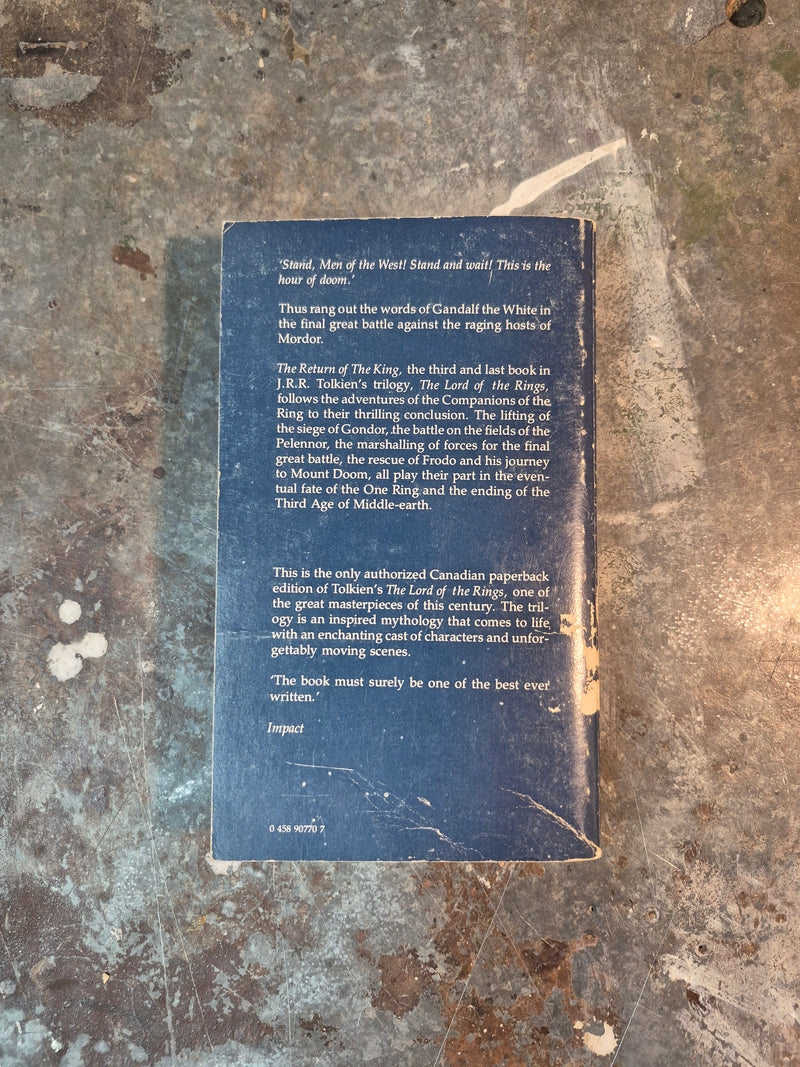 ‘Stand, Men of the West! Stand and wait! This is the
hour of doom.’
Thus rang out the words of Gandalf the White in
the final great battle against the raging hosts of
Mordor.
The Return of The King, the third and last book in
J.R.R. Tolkien’s trilogy, The Lord of the Rings,
follows the adventures of the Companions of the
Ring to their thrilling conclusion. The lifting of
the siege of Gondor, the battle on the fields of the
Pelennor, the marshalling of forces for the final
great battle, the rescue of Frodo and his journey
to Mount Doom, all play their part in the even-
tual fate of the One Ring and the ending of the
Third Age of Middle-earth.
This is the only authorized Canadian paperback
edition of Tolkien’s The Lord of the Rings, one of
the great masterpieces of this century. The tril-
ogy is an inspired mythology that comes to life
with an enchanting cast of characters and unfor-
gettably moving scenes.
‘The book must surely be one of the best ever
written.’
Impact
0 458 90770 7